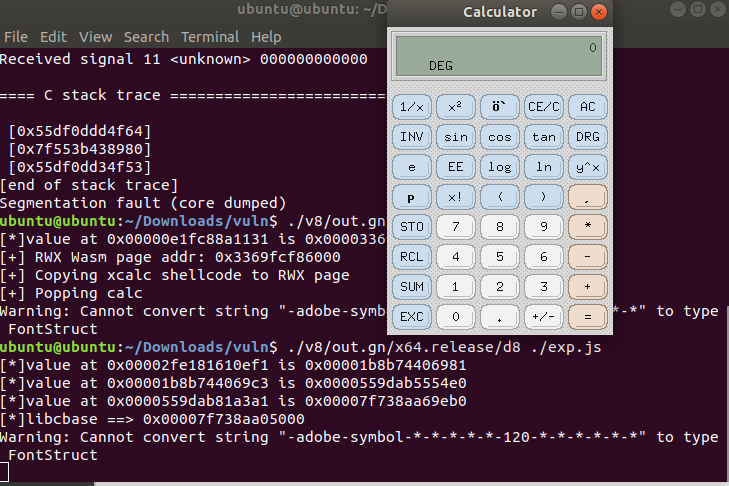 ubuntu@ubuntu: ~/Do
Calculator
File Edit View Search Terminal Help
Received signal 11 <unknown> 000000000000
==== C stack trace ==========================
[0x55df0ddd4f64]
[0x7f553b438980]
[0x55df0dd34f53]
[end of stack trace]
Segmentation fault (core dumped)
ubuntu@ubuntu:~/Downloads/vuln$ ./v8/out.gn
[*]value at 0x00000e1fc88a1131 is 0x0000336
[+] RWX Wasm page addr: 0x3369fcf86000
[+] Copying xcalc shellcode to RWX page
[+] Popping calc
Warning: Cannot convert string "-adobe-symbol *-*-*" to type
FontStruct
ubuntu@ubuntu:~/Downloads/vuln$ ./v8/out.gn/x64.release/d8 ./exp.js
[*]value at 0x00002fe181610ef1 is 0x00001b8b74406981
[*]value at 0x00001b8b744069c3 is 0x0000559dab5554e0
[*]value at 0x0000559dab81a3a1 is 0x00007f738aa69eb0
[*]libcbase ==> 0x00007f738aa05000
Warning: Cannot convert string "-adobe-symbol-*-*-*-*-*-120-*-*-*-*-*-*" to type
FontStruct
0
DEG
1/x x² Ö` CE/C AC
INV sin cos tan DRG
e EE log ln y^x
p x! ( ) ,
STO 7 8 9 *
RCL 4 5 6 -
SUM 1 2 3 +
EXC 0 . +/- =